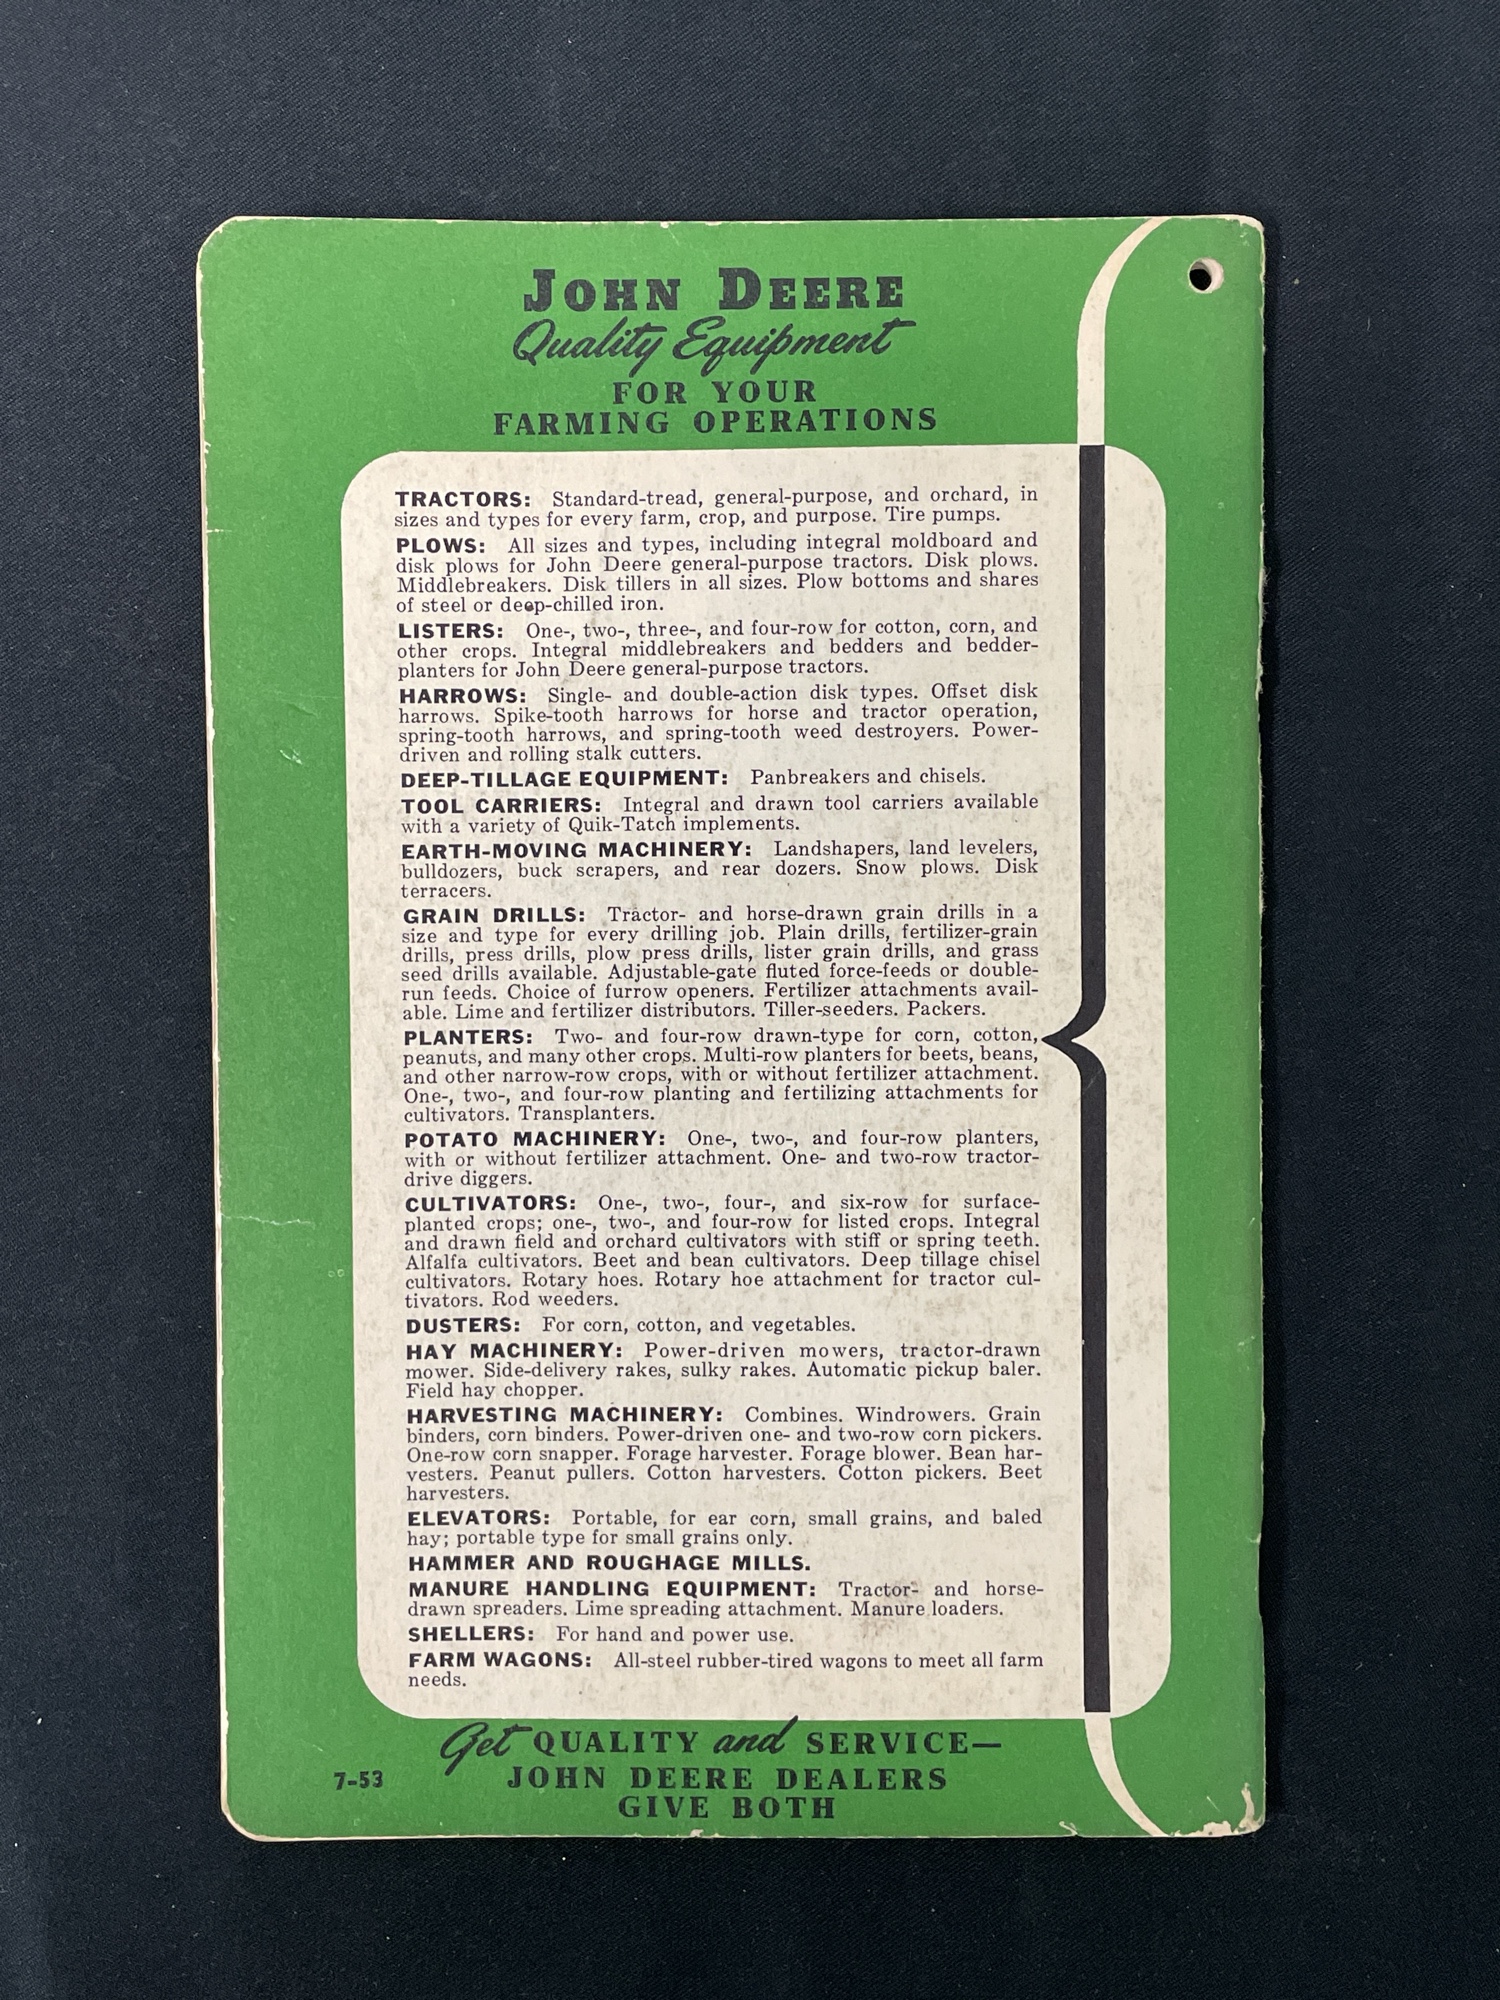 JOHN DEERE
Quality Equipment
FOR YOUR
FARMING OPERATIONS
TRACTORS: Standard-tread, general-purpose, and orchard, in
sizes and types for every farm, crop, and purpose. Tire pumps.
PLOWS: All sizes and types, including integral moldboard and
disk plows for John Deere general-purpose tractors. Disk plows.
Middlebreakers. Disk tillers in all sizes. Plow bottoms and shares
of steel or deep-chilled iron.
LISTERS: One-, two-, three-, and four-row for cotton, corn, and
other crops. Integral middlebreakers and bedders and bedder-
planters for John Deere general-purpose tractors.
HARROWS: Single- and double-action disk types. Offset disk
harrows. Spike-tooth harrows for horse and tractor operation,
spring-tooth harrows, and spring-tooth weed destroyers. Power-
driven and rolling stalk cutters.
DEEP-TILLAGE EQUIPMENT: Panbreakers and chisels.
TOOL CARRIERS: Integral and drawn tool carriers available
with a variety of Quik-Tatch implements.
EARTH-MOVING MACHINERY: Landshapers, land levelers,
bulldozers, buck scrapers, and rear dozers. Snow plows. Disk
terracers.
GRAIN DRILLS: Tractor- and horse-drawn grain drills in a
size and type for every drilling job. Plain drills, fertilizer-grain
drills, press drills, plow press drills, lister grain drills, and grass
seed drills available. Adjustable-gate fluted force-feeds or double-
run feeds. Choice of furrow openers. Fertilizer attachments avail-
able. Lime and fertilizer distributors. Tiller-seeders. Packers.
PLANTERS: Two- and four-row drawn-type for corn, cotton,
peanuts, and many other crops. Multi-row planters for beets, beans,
and other narrow-row crops, with or without fertilizer attachment.
One-, two-, and four-row planting and fertilizing attachments for
cultivators. Transplanters.
POTATO MACHINERY: One-, two-, and four-row planters,
with or without fertilizer attachment. One- and two-row tractor-
drive diggers.
CULTIVATORS: One-, two-, four-, and six-row for surface-
planted crops; one-, two-, and four-row for listed crops. Integral
and drawn field and orchard cultivators with stiff or spring teeth.
Alfalfa cultivators. Beet and bean cultivators. Deep tillage chisel
cultivators. Rotary hoes. Rotary hoe attachment for tractor cul-
tivators. Rod weeders.
DUSTERS: For corn, cotton, and vegetables.
HAY MACHINERY: Power-driven mowers, tractor-drawn
mower. Side-delivery rakes, sulky rakes. Automatic pickup baler.
Field hay chopper.
HARVESTING MACHINERY: Combines. Windrowers. Grain
binders, corn binders. Power-driven one- and two-row corn pickers.
One-row corn snapper. Forage harvester. Forage blower. Bean har-
vesters. Peanut pullers. Cotton harvesters. Cotton pickers. Beet
harvesters.
ELEVATORS: Portable, for ear corn, small grains, and baled
hay; portable type for small grains only.
HAMMER AND ROUGHAGE MILLS.
MANURE HANDLING EQUIPMENT: Tractor- and horse-
drawn spreaders. Lime spreading attachment. Manure loaders.
SHELLERS: For hand and power use.
FARM WAGONS: All-steel rubber-tired wagons to meet all farm
needs.
Get QUALITY and SERVICE—
JOHN DEERE DEALERS
GIVE BOTH
7-53